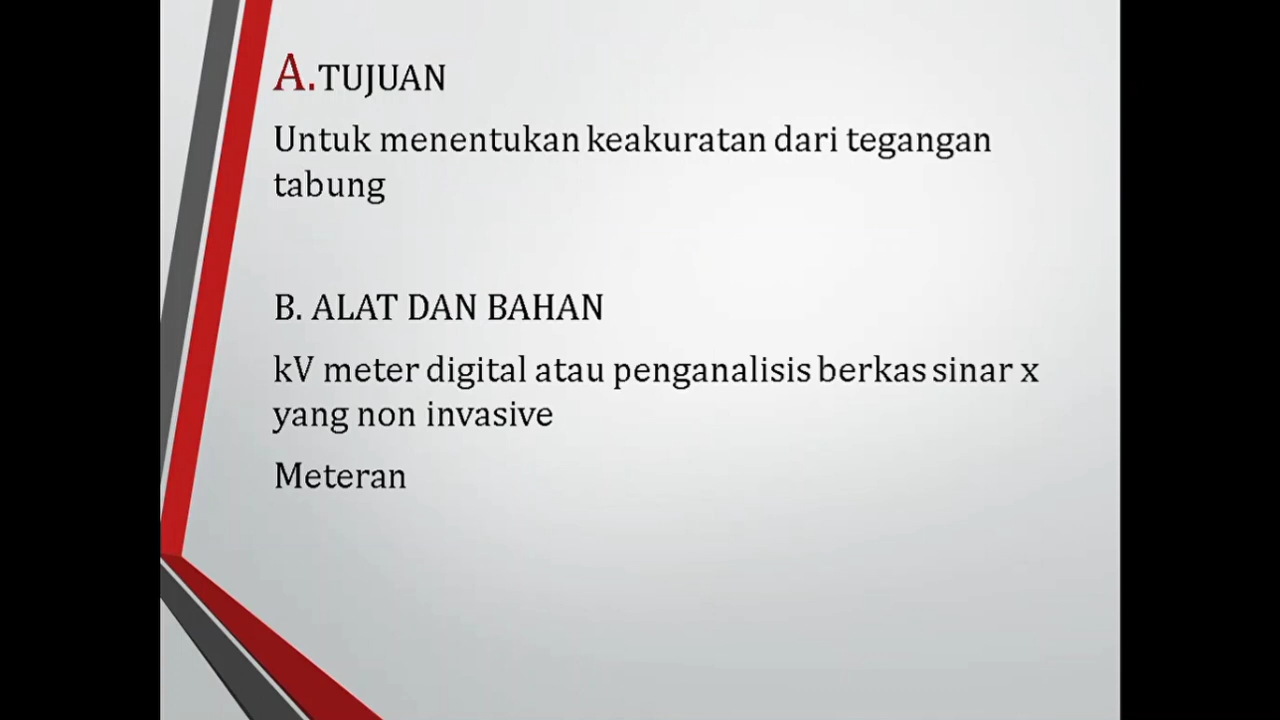 A.TUJUAN
Untuk menentukan keakuratan dari tegangan
tabung
B. ALAT DAN BAHAN
kV meter digital atau penganalisis berkas sinar x
yang non invasive
Meteran